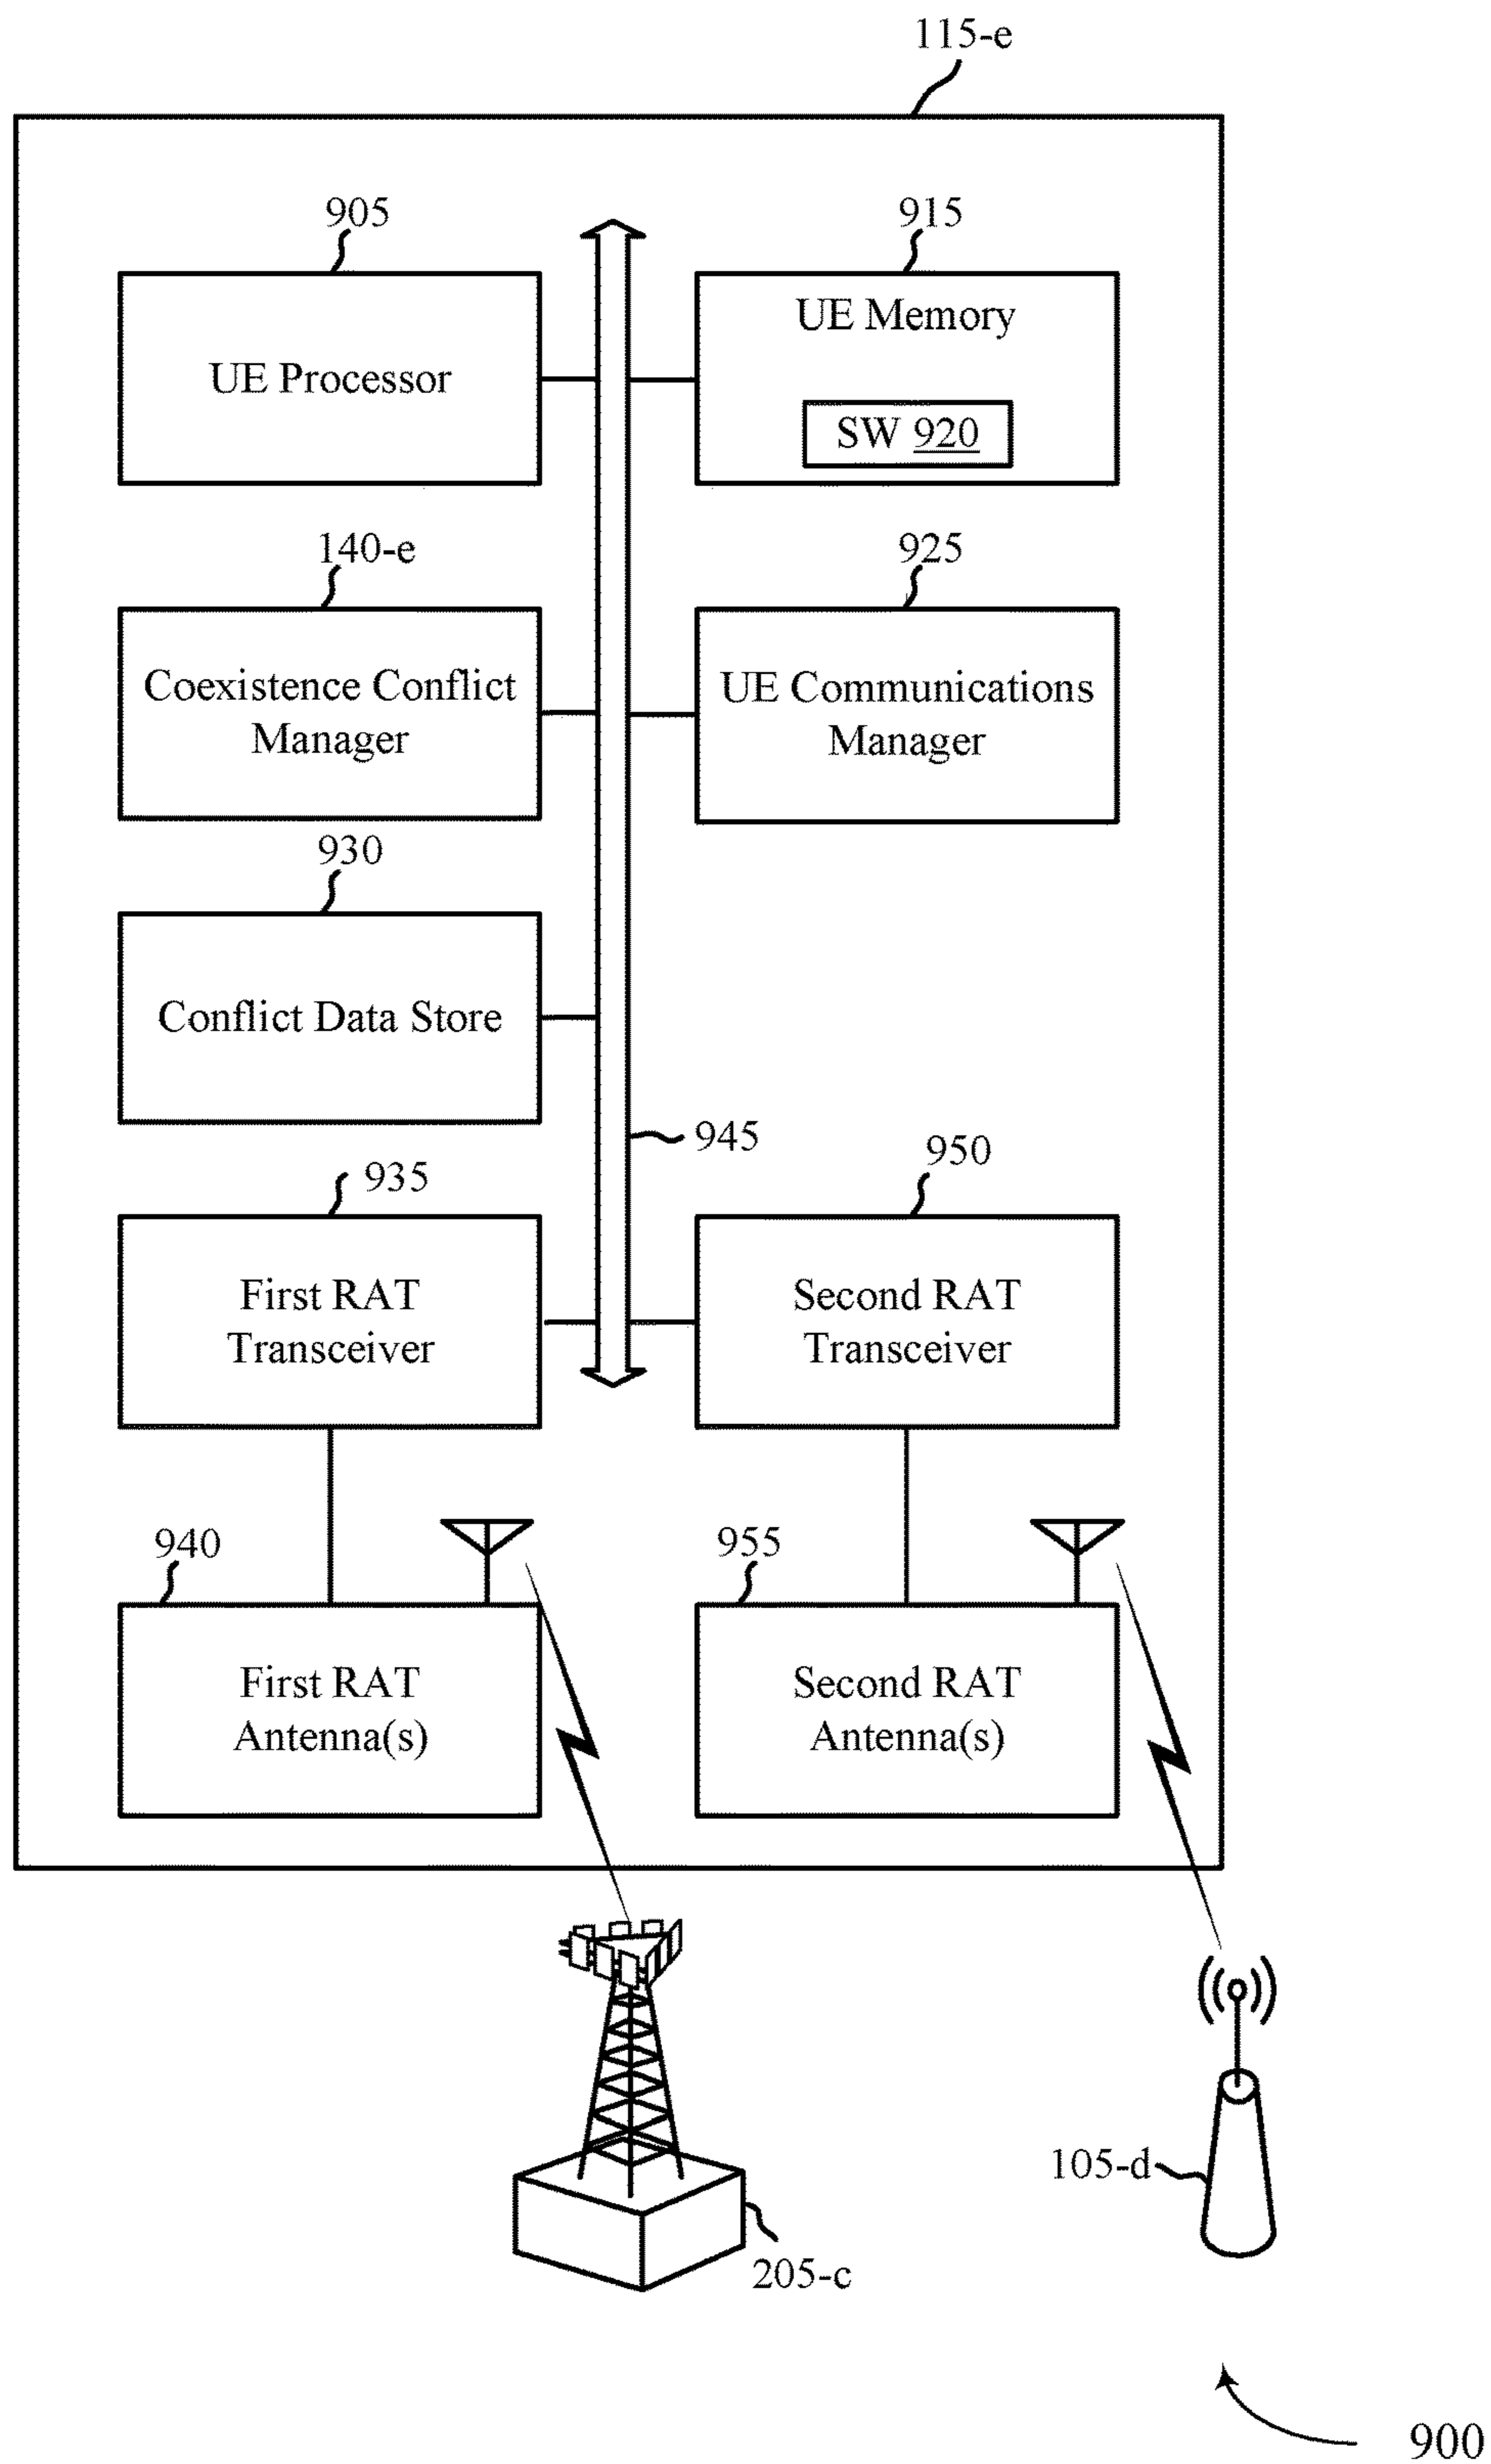 115-e
905
915
UE Processor
UE Memory
SW 920
140-e
925
Coexistence Conflict
Manager
UE Communications
Manager
930
Conflict Data Store
945
935
950
First RAT
Transceiver
Second RAT
Transceiver
940
955
First RAT
Antenna(s)
Second RAT
Antenna(s)
105-d
205-c
900